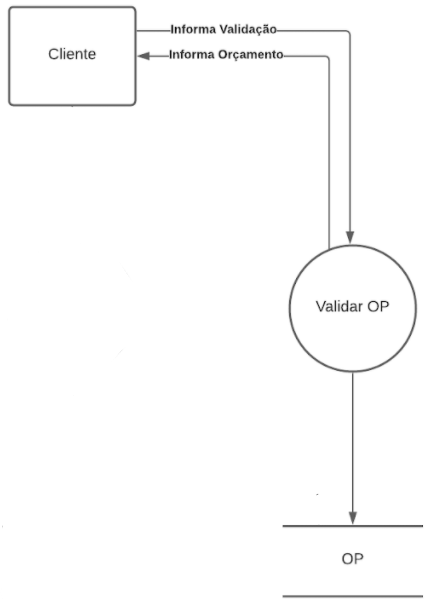 Informa Validação
Cliente
Informa Orçamento
Validar OP
OP